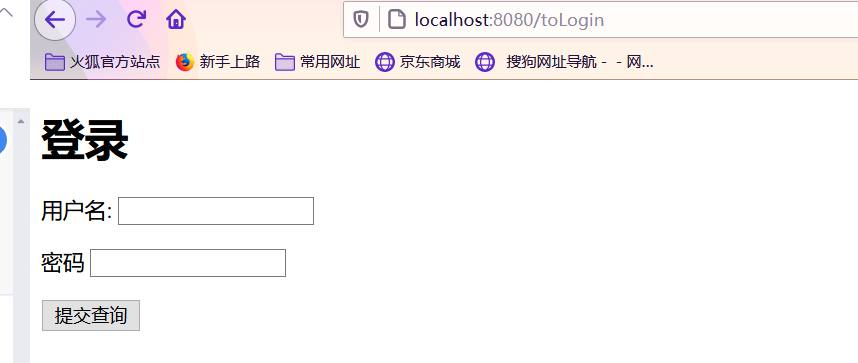 localhost:8080/toLogin
火狐官方站点 新手上路 常用网址 京东商城 搜狗网址导航 - - 网...
登录
用户名:
密码
提交查询